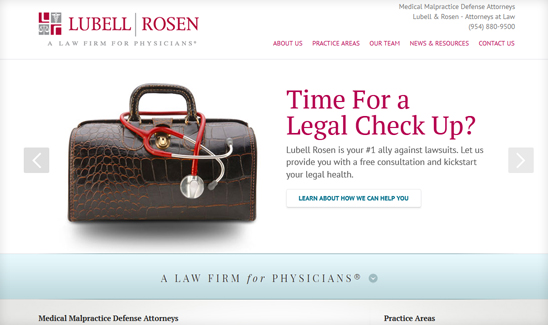 Medical Malpractice Defense Attorneys
Lubell & Rosen - Attorneys at Law
(954) 880-9500
LUBELL ROSEN
A LAW FIRM FOR PHYSICIANS®
ABOUT US PRACTICE AREAS OUR TEAM NEWS & RESOURCES CONTACT US
Time For a
Legal Check Up?
Lubell Rosen is your #1 ally against lawsuits. Let us
provide you with a free consultation and kickstart
your legal health.
LEARN ABOUT HOW WE CAN HELP YOU
A LAW FIRM for PHYSICIANS®
Medical Malpractice Defense Attorneys
Practice Areas